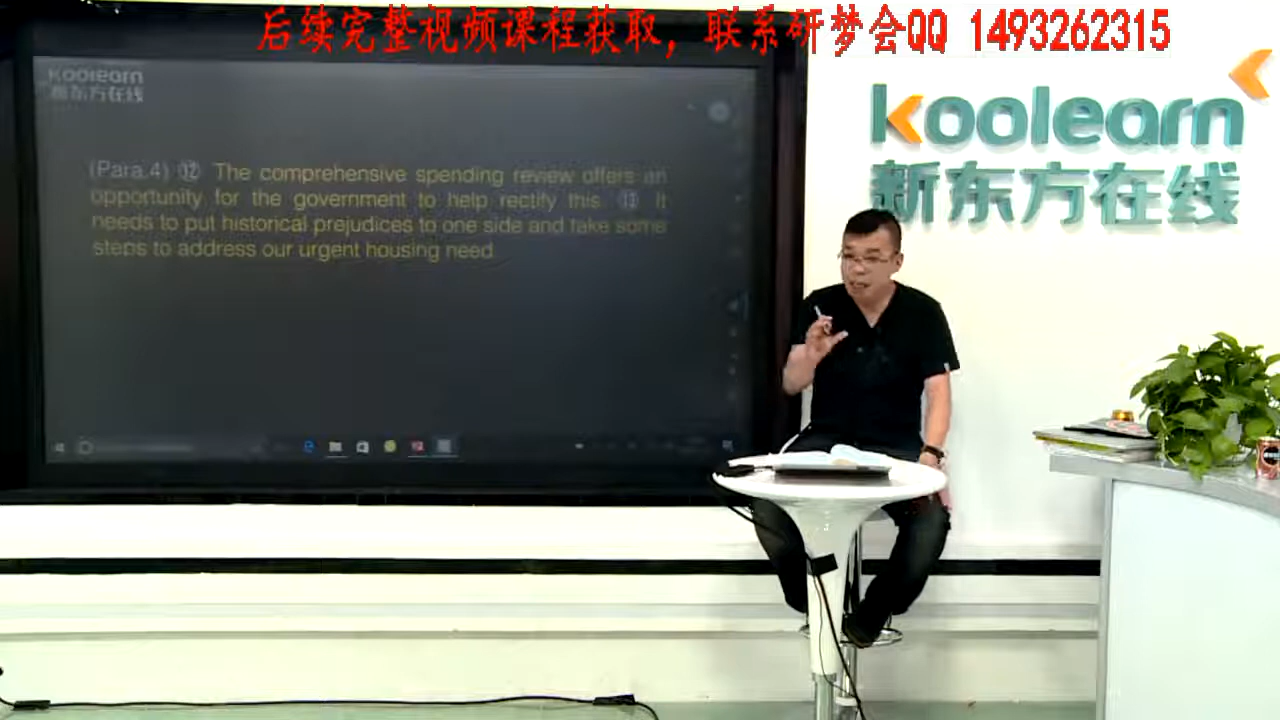 后续完整视频课程获取，联系研梦会QQ 1493262315
koolearn
新东方在线
(Para.4) ⑫ The comprehensive spending review offers an
opportunity for the government to help rectify this. ⑬ It
needs to put historical prejudices to one side and take some
steps to address our urgent housing need.
koolearn
新东方在线